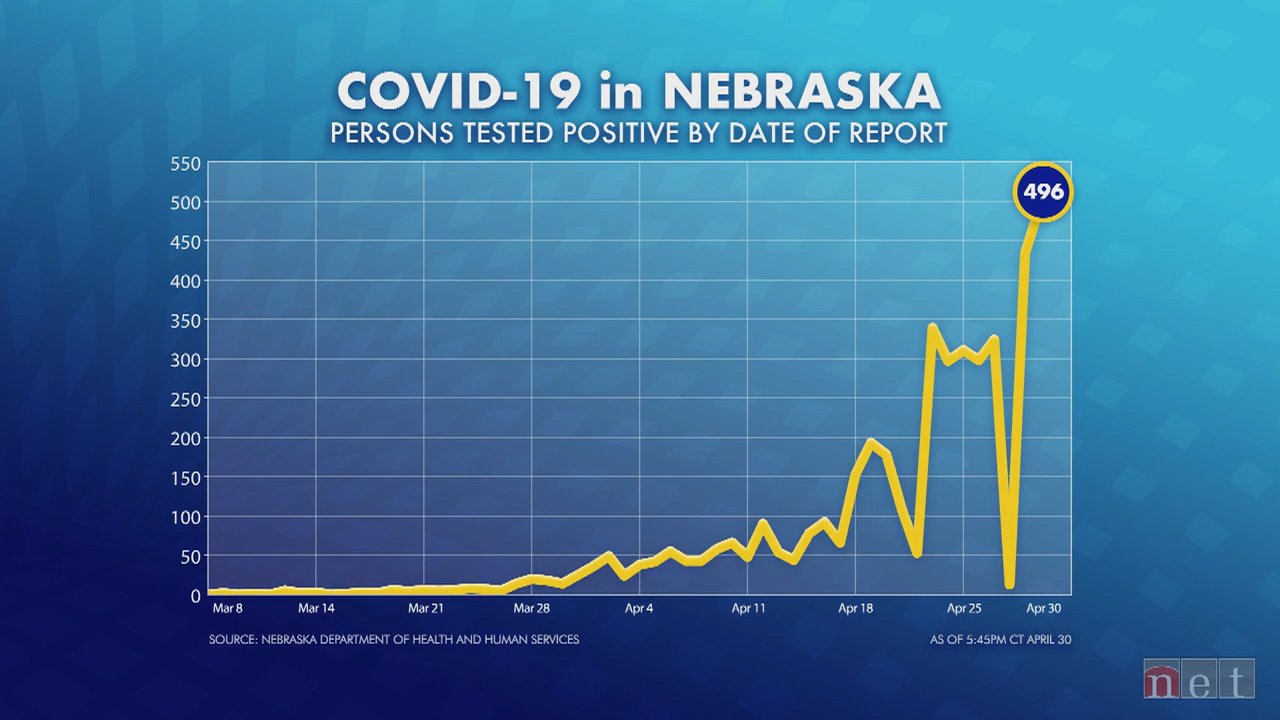 COVID-19 in NEBRASKA
PERSONS TESTED POSITIVE BY DATE OF REPORT
550
496
500
450
400
350
300
250
200
150
100
50
0
Mar 8 Mar 14 Mar 21 Mar 28 Apr 4 Apr 11 Apr 18 Apr 25 Apr 30
SOURCE: NEBRASKA DEPARTMENT OF HEALTH AND HUMAN SERVICES AS OF 5:45PM CT APRIL 30
net